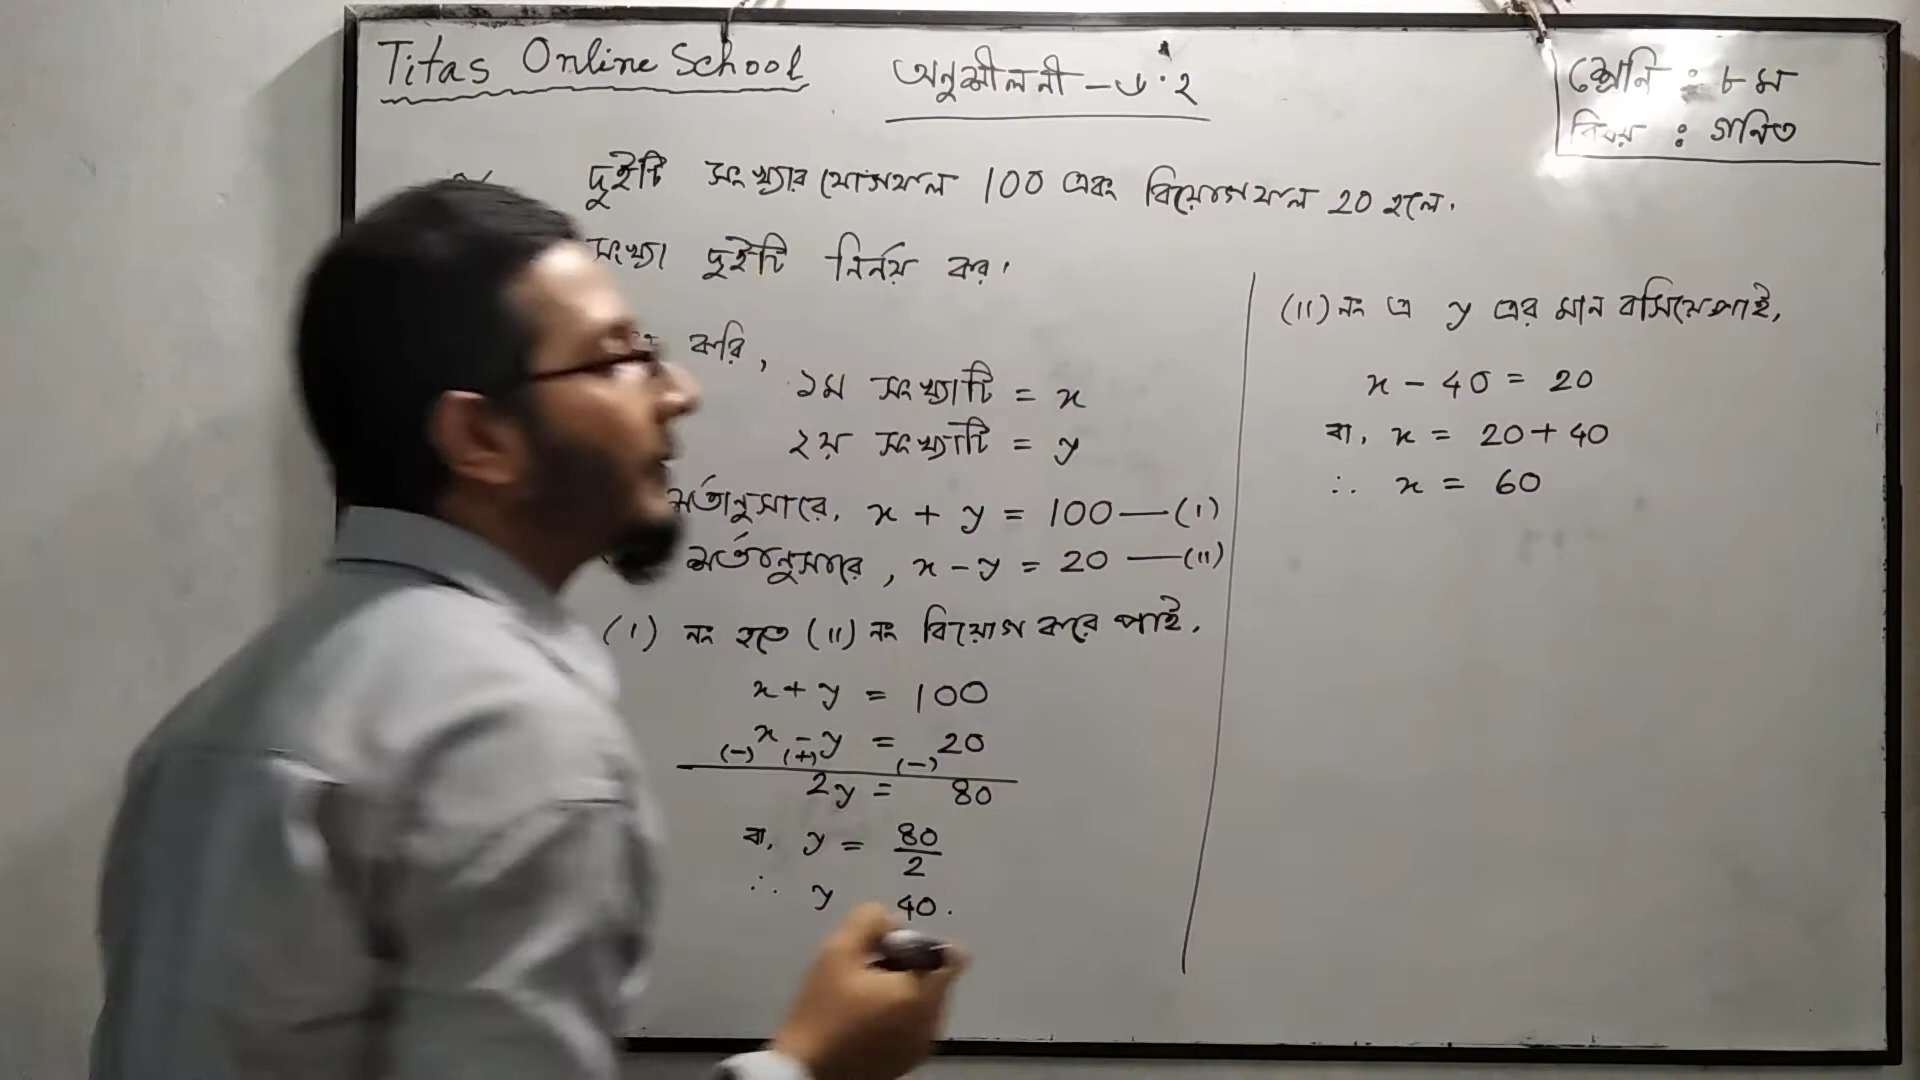 Titas Online School
অনুশীলনী - ৬.২
শ্রেনি : ৮ম
বিষয় : গনিত
দুইটি সংখ্যার যোগফল 100 এবং বিয়োগফল 20 হলে,
সংখ্যা দুইটি নির্নয় কর।
করি,
১ম সংখ্যাটি = x
২য় সংখ্যাটি = y
শর্তানুসারে, x + y = 100 — (I)
শর্তানুসারে, x - y = 20 — (II)
(I) নং হতে (II) নং বিয়োগ করে পাই,
x + y = 100
x - y = 20
(-) (+) (-)
2y = 80
বা, y = 80/2
∴ y 40.
(II) নং এ y এর মান বসিয়ে পাই,
x - 40 = 20
বা, x = 20 + 40
∴ x = 60